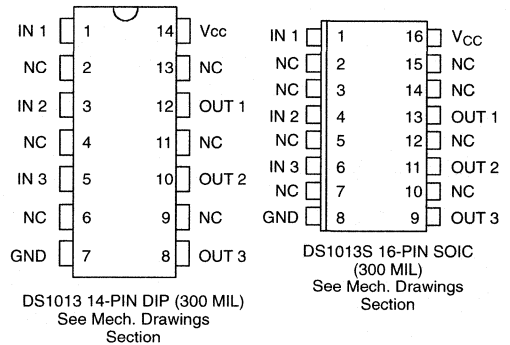 IN 1 1 14 Vcc
NC 2 13 NC
IN 2 3 12 OUT 1
NC 4 11 NC
IN 3 5 10 OUT 2
NC 6 9 NC
GND 7 8 OUT 3
DS1013 14-PIN DIP (300 MIL)
See Mech. Drawings
Section
IN 1 1 16 VCC
NC 2 15 NC
NC 3 14 NC
IN 2 4 13 OUT 1
NC 5 12 NC
IN 3 6 11 OUT 2
NC 7 10 NC
GND 8 9 OUT 3
DS1013S 16-PIN SOIC
(300 MIL)
See Mech. Drawings
Section